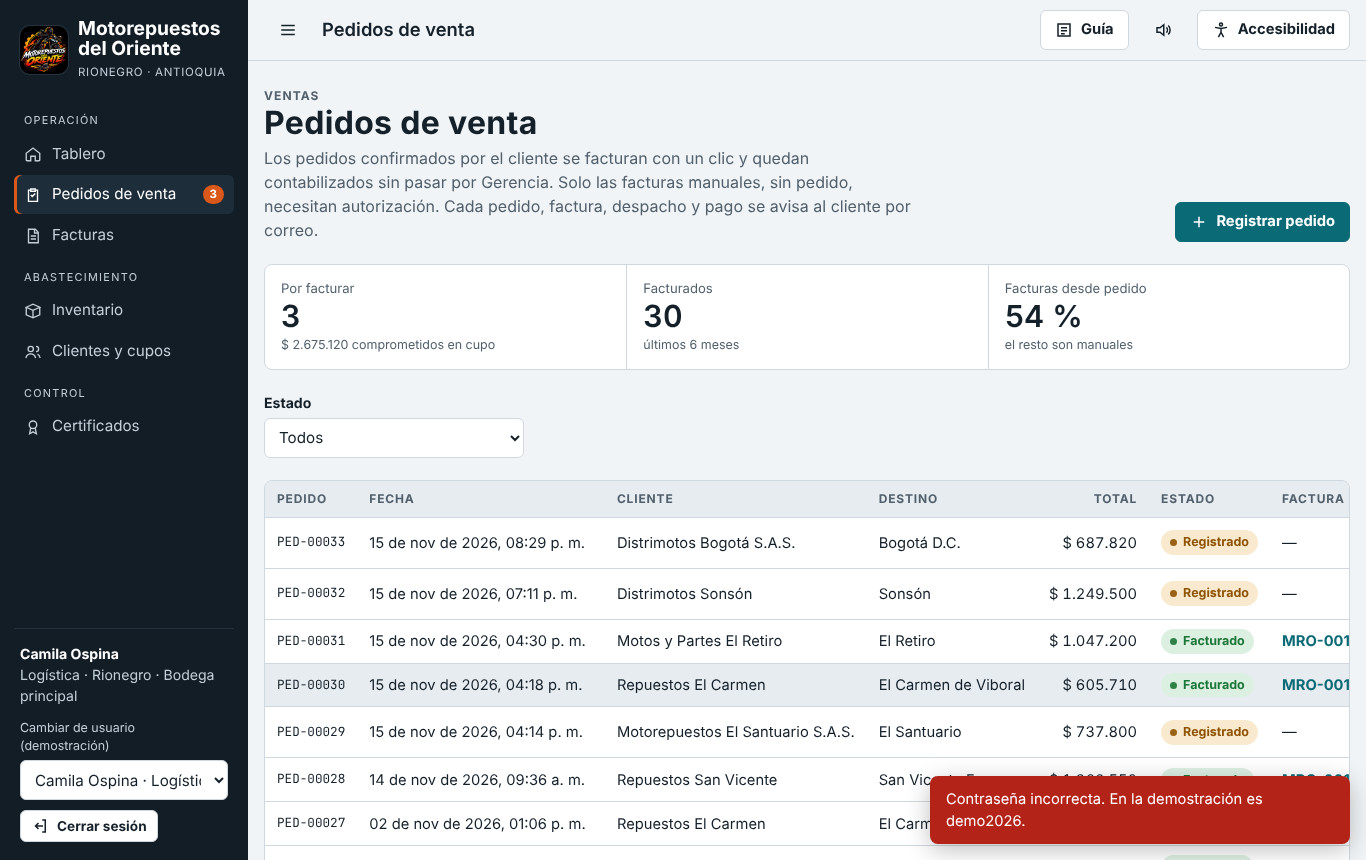 Motorepuestos
del Oriente
RIONEGRO · ANTIOQUIA
OPERACIÓN
Tablero
Pedidos de venta 3
Facturas
ABASTECIMIENTO
Inventario
Clientes y cupos
CONTROL
Certificados
Camila Ospina
Logística · Rionegro · Bodega
principal
Cambiar de usuario
(demostración)
Camila Ospina · Logístic
Cerrar sesión
Pedidos de venta
Guía
Accesibilidad
VENTAS
Pedidos de venta
Los pedidos confirmados por el cliente se facturan con un clic y quedan
contabilizados sin pasar por Gerencia. Solo las facturas manuales, sin pedido,
necesitan autorización. Cada pedido, factura, despacho y pago se avisa al cliente por
correo.
+ Registrar pedido
Por facturar
3
$ 2.675.120 comprometidos en cupo
Facturados
30
últimos 6 meses
Facturas desde pedido
54 %
el resto son manuales
Estado
Todos
PEDIDO FECHA CLIENTE DESTINO TOTAL ESTADO FACTURA
PED-00033 15 de nov de 2026, 08:29 p. m. Distrimotos Bogotá S.A.S. Bogotá D.C. $ 687.820 Registrado —
PED-00032 15 de nov de 2026, 07:11 p. m. Distrimotos Sonsón Sonsón $ 1.249.500 Registrado —
PED-00031 15 de nov de 2026, 04:30 p. m. Motos y Partes El Retiro El Retiro $ 1.047.200 Facturado MRO-001
PED-00030 15 de nov de 2026, 04:18 p. m. Repuestos El Carmen El Carmen de Viboral $ 605.710 Facturado MRO-001
PED-00029 15 de nov de 2026, 04:14 p. m. Motorepuestos El Santuario S.A.S. El Santuario $ 737.800 Registrado —
PED-00028 14 de nov de 2026, 09:36 a. m. Repuestos San Vicente San
PED-00027 02 de nov de 2026, 01:06 p. m. Repuestos El Carmen El Carm
Contraseña incorrecta. En la demostración es
demo2026.